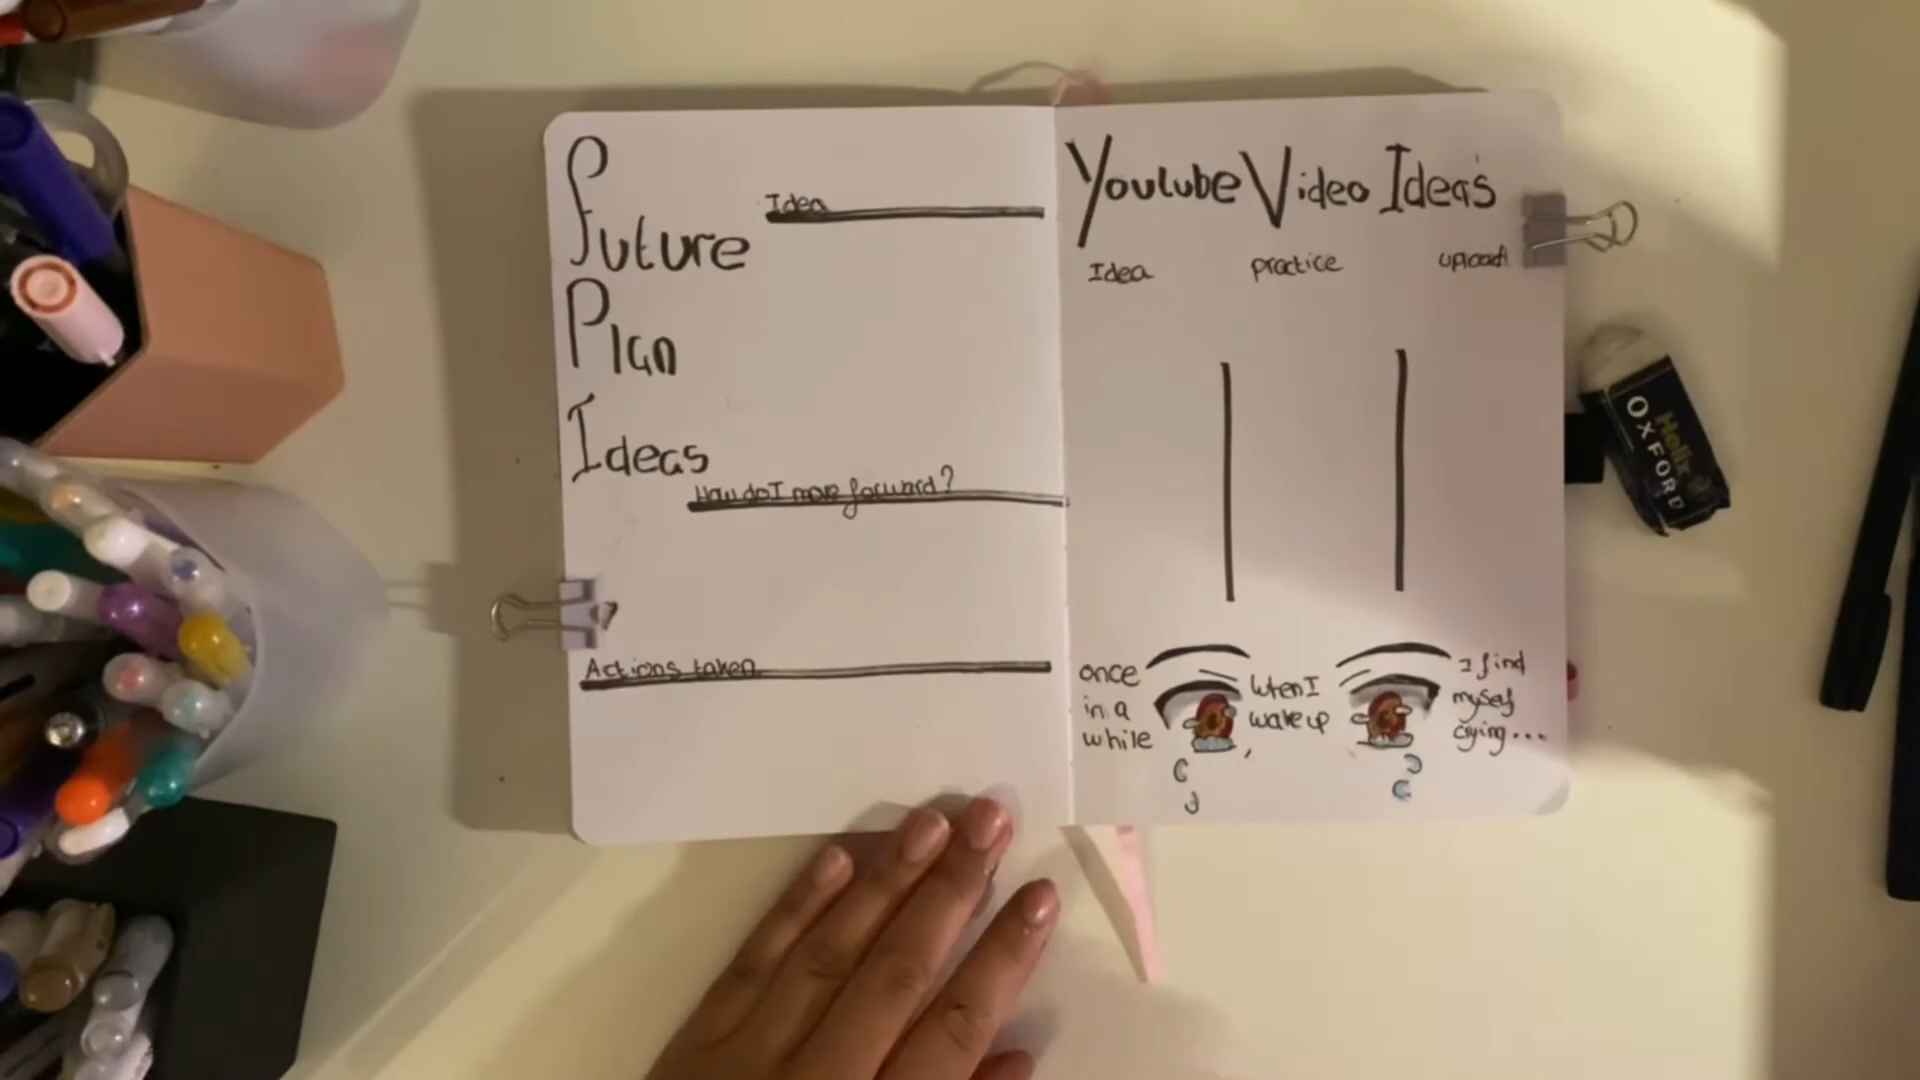 Future
Plan
Ideas
Idea
How do I move forward?
Actions taken
Youtube Video Idea's
Idea practice upload
once
in a
while
when I
wake up
I find
myself
crying...
Helix
OXFORD